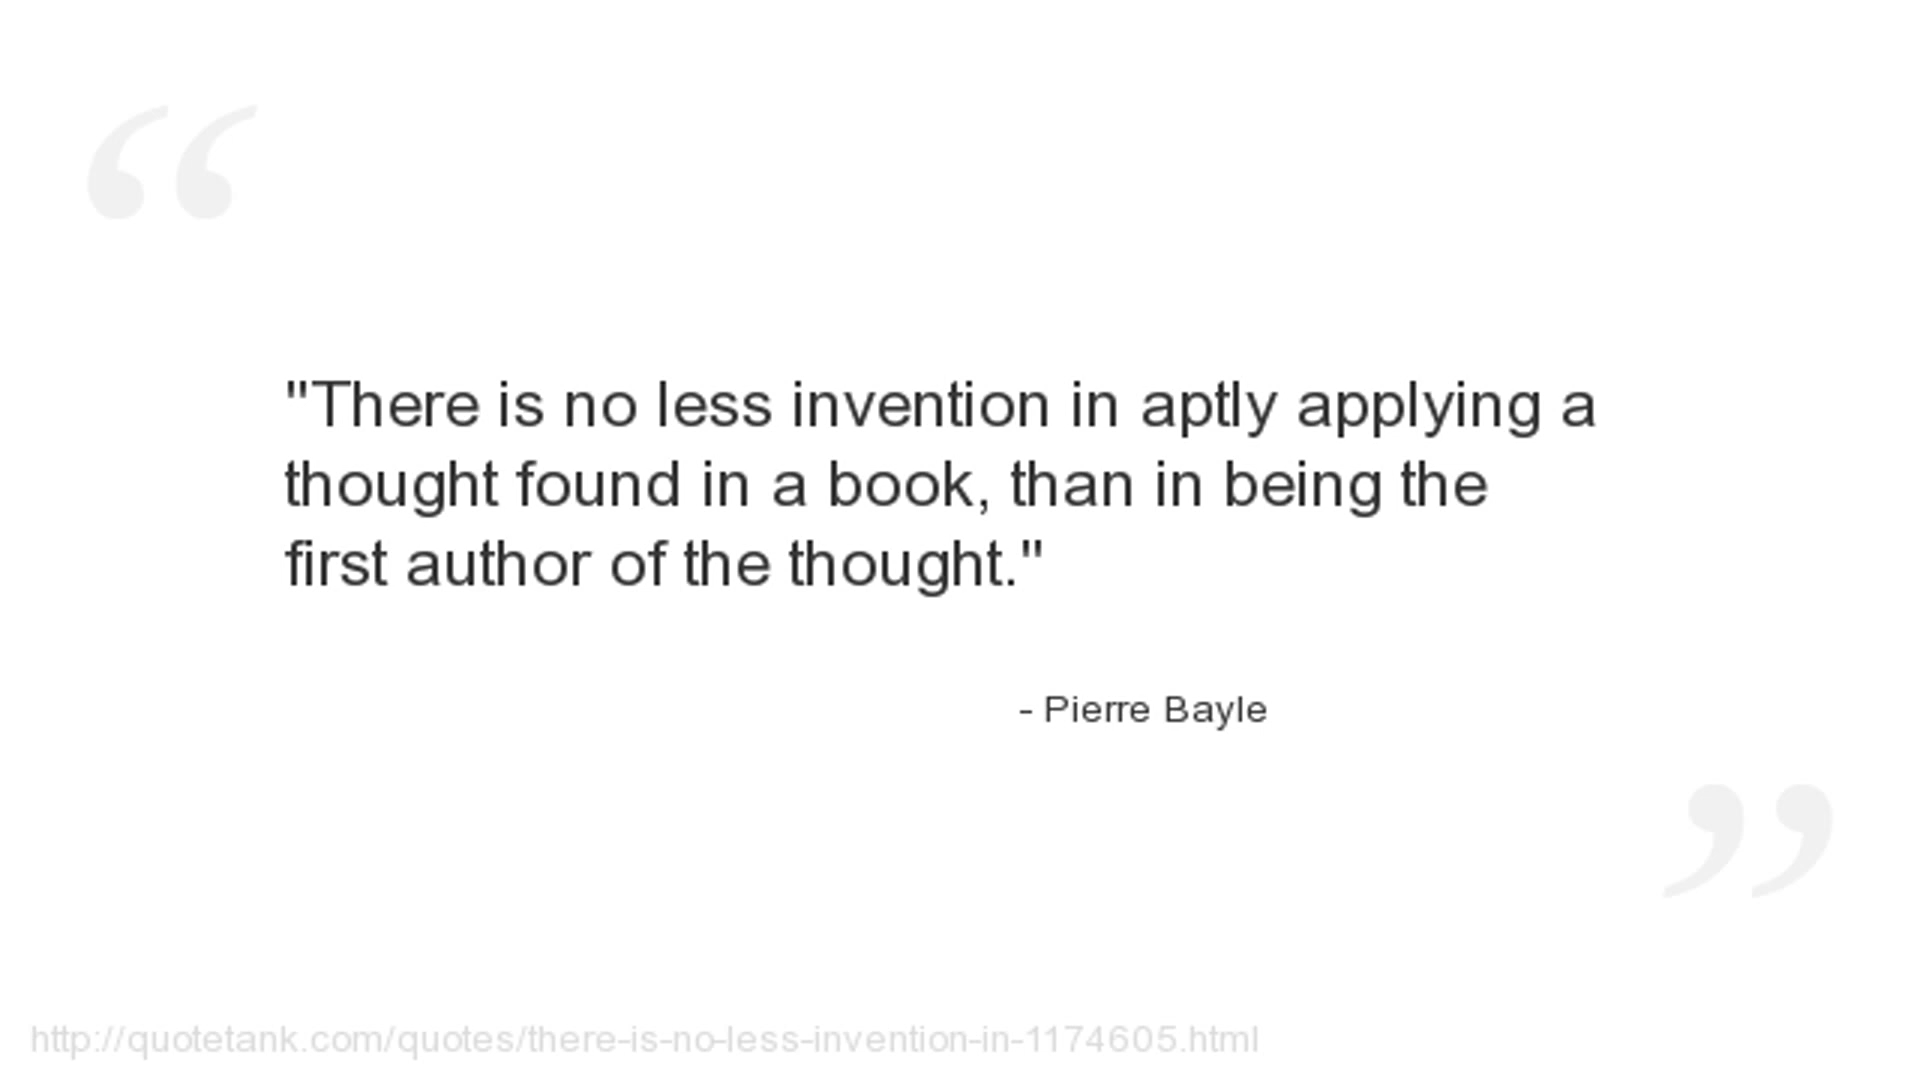 "There is no less invention in aptly applying a
thought found in a book, than in being the
first author of the thought."
- Pierre Bayle
http://quotetank.com/quotes/there-is-no-less-invention-in-1174605.html